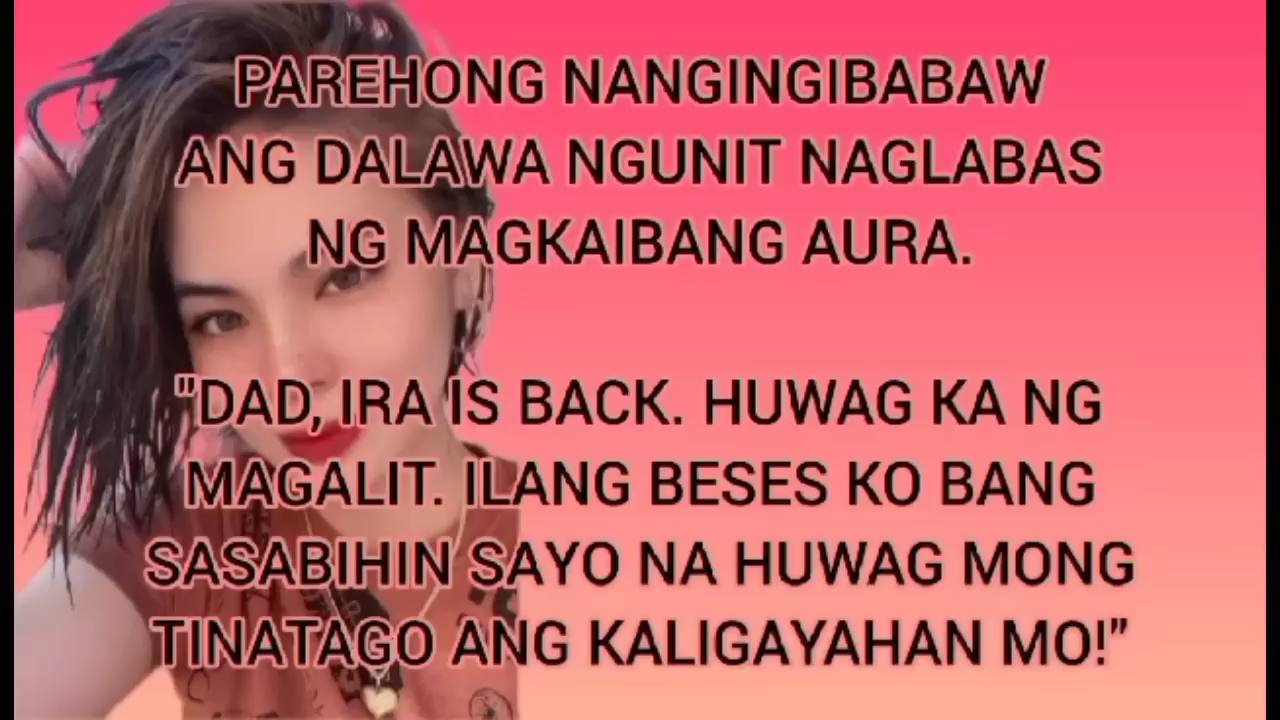 PAREHONG NANGINGIBABAW
ANG DALAWA NGUNIT NAGLABAS
NG MAGKAIBANG AURA.
"DAD, IRA IS BACK. HUWAG KA NG
MAGALIT. ILANG BESES KO BANG
SASABIHIN SAYO NA HUWAG MONG
TINATAGO ANG KALIGAYAHAN MO!"